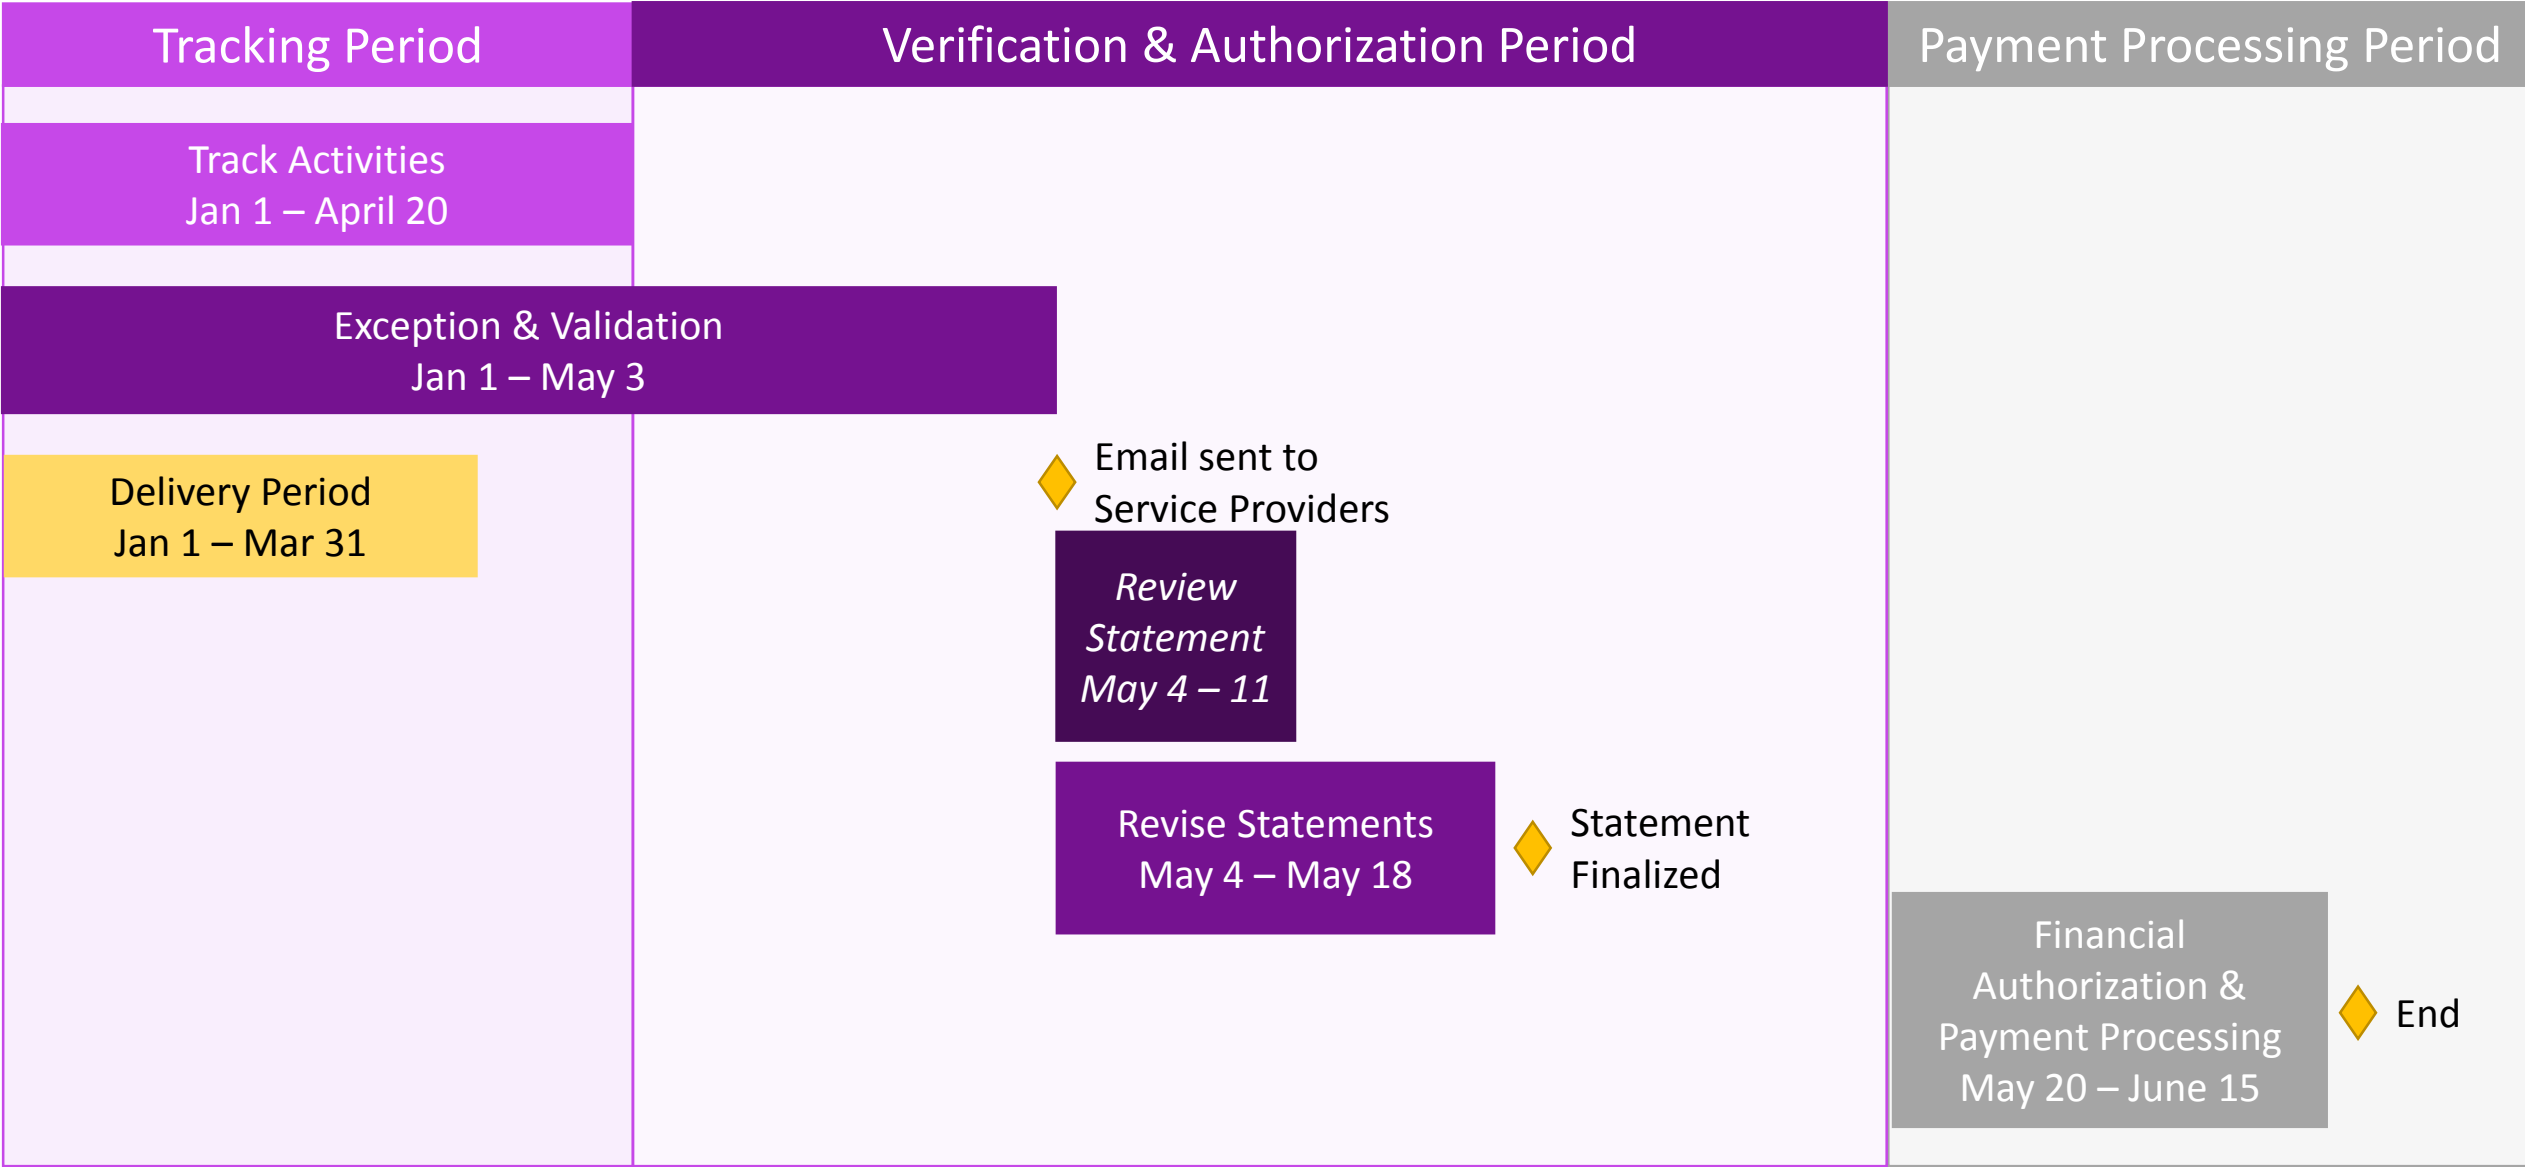 Tracking Period
Verification & Authorization Period
Payment Processing Period
Track Activities
Jan 1 – April 20
Exception & Validation
Jan 1 – May 3
Delivery Period
Jan 1 – Mar 31
Email sent to
Service Providers
Review
Statement
May 4 – 11
Revise Statements
May 4 – May 18
Statement
Finalized
Financial
Authorization &
Payment Processing
May 20 – June 15
End